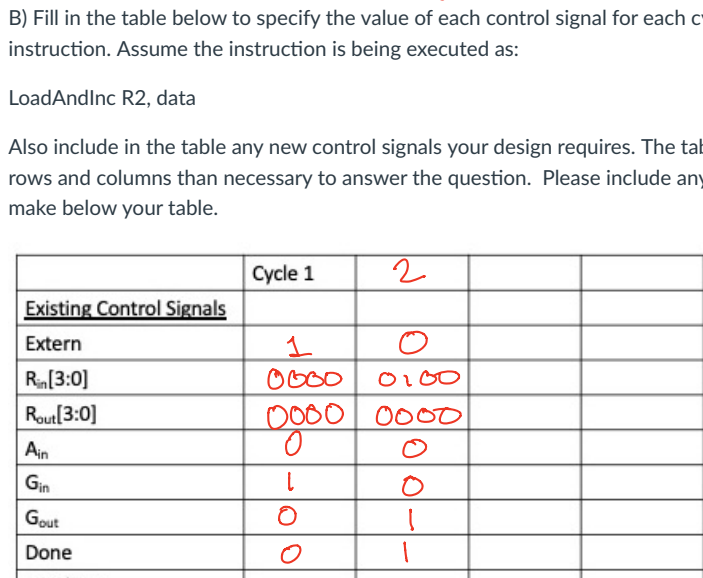 B) Fill in the table below to specify the value of each control signal for each c
instruction. Assume the instruction is being executed as:
LoadAndInc R2, data
Also include in the table any new control signals your design requires. The tab
rows and columns than necessary to answer the question. Please include any
make below your table.
Cycle 1 2
Existing Control Signals
Extern 1 0
Rin[3:0] 0000 0100
Rout[3:0] 0000 0000
Ain 0 0
Gin 1 0
Gout 0 1
Done 0 1